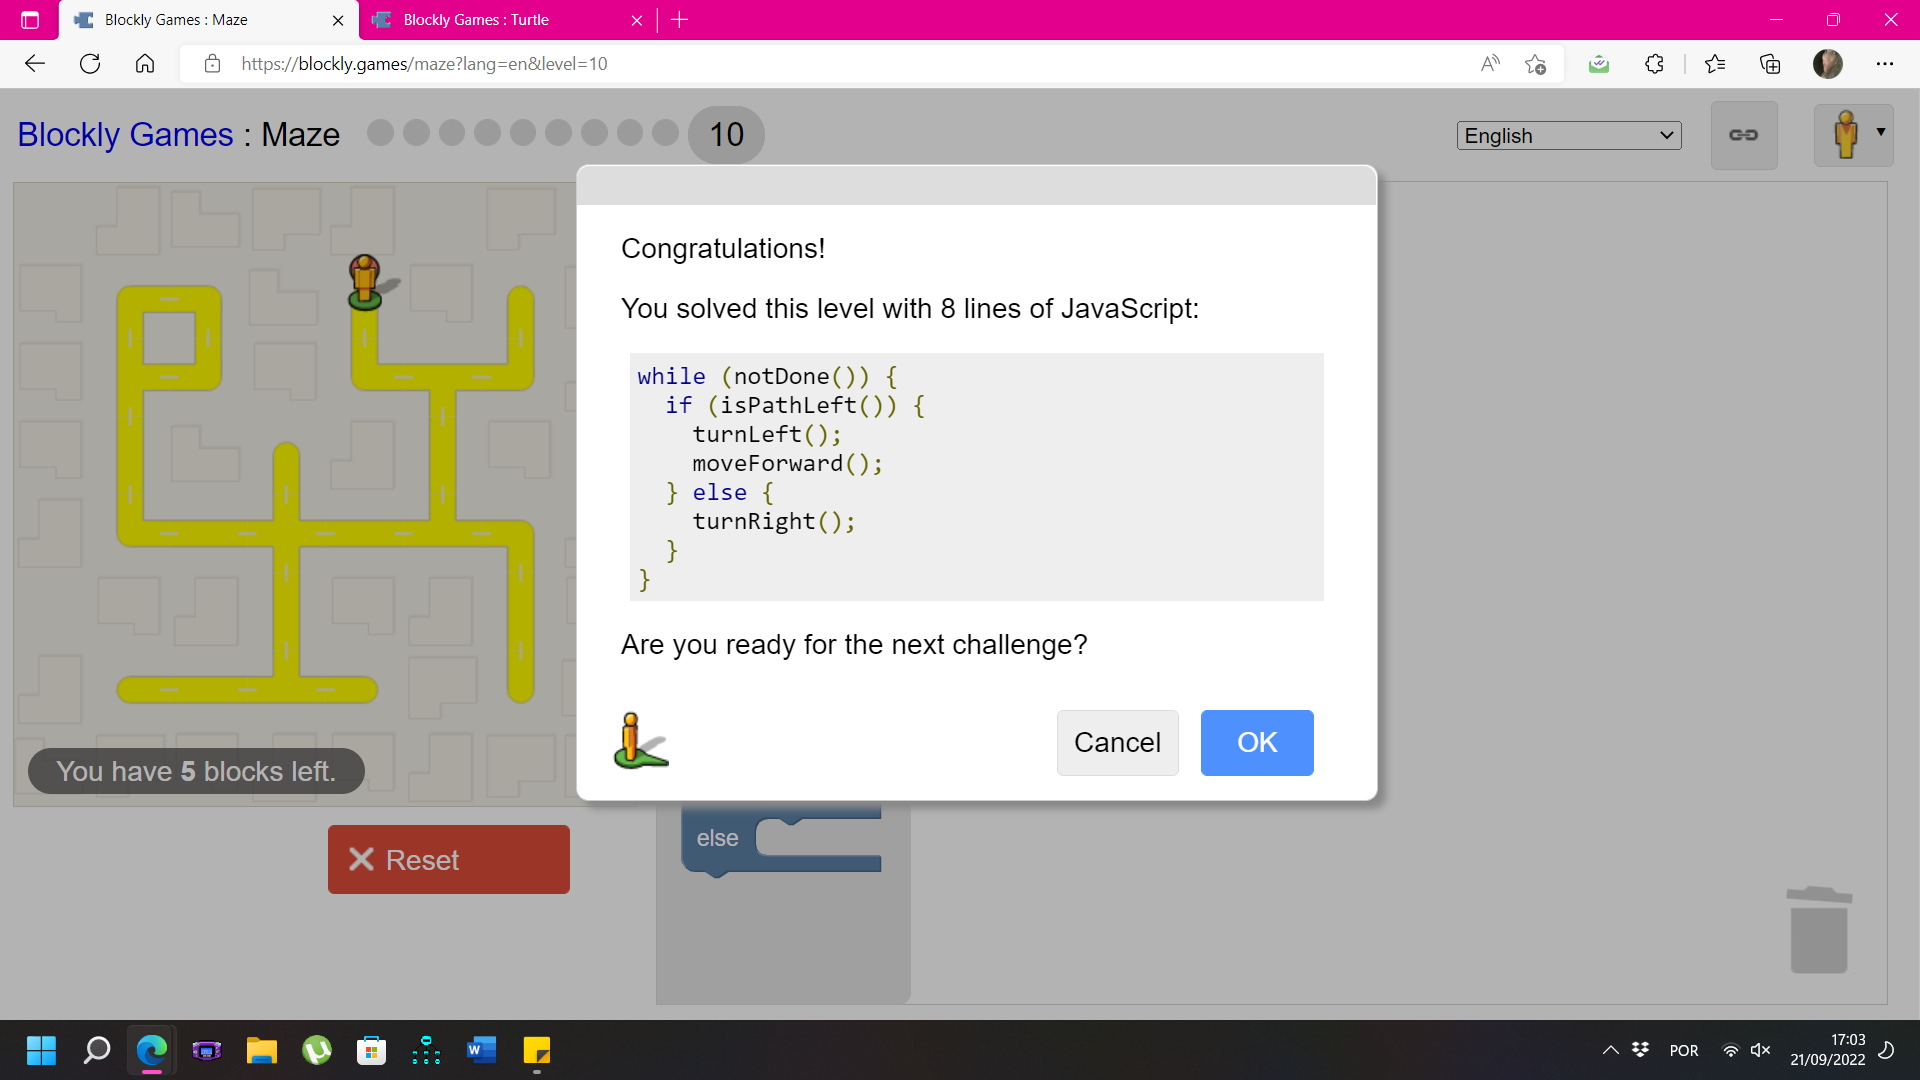 Blockly Games : Maze
Blockly Games : Turtle
https://blockly.games/maze?lang=en&level=10
Blockly Games : Maze
10
English
Congratulations!
You solved this level with 8 lines of JavaScript:
while (notDone()) {
  if (isPathLeft()) {
    turnLeft();
    moveForward();
  } else {
    turnRight();
  }
}
Are you ready for the next challenge?
Cancel
OK
You have 5 blocks left.
else
Reset
POR
17:03
21/09/2022